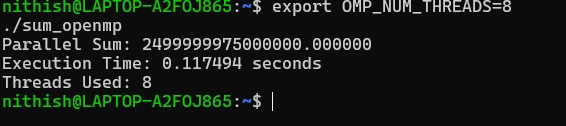 nithish@LAPTOP-A2FOJ865:~$ export OMP_NUM_THREADS=8
./sum_openmp
Parallel Sum: 2499999975000000.000000
Execution Time: 0.117494 seconds
Threads Used: 8
nithish@LAPTOP-A2FOJ865:~$